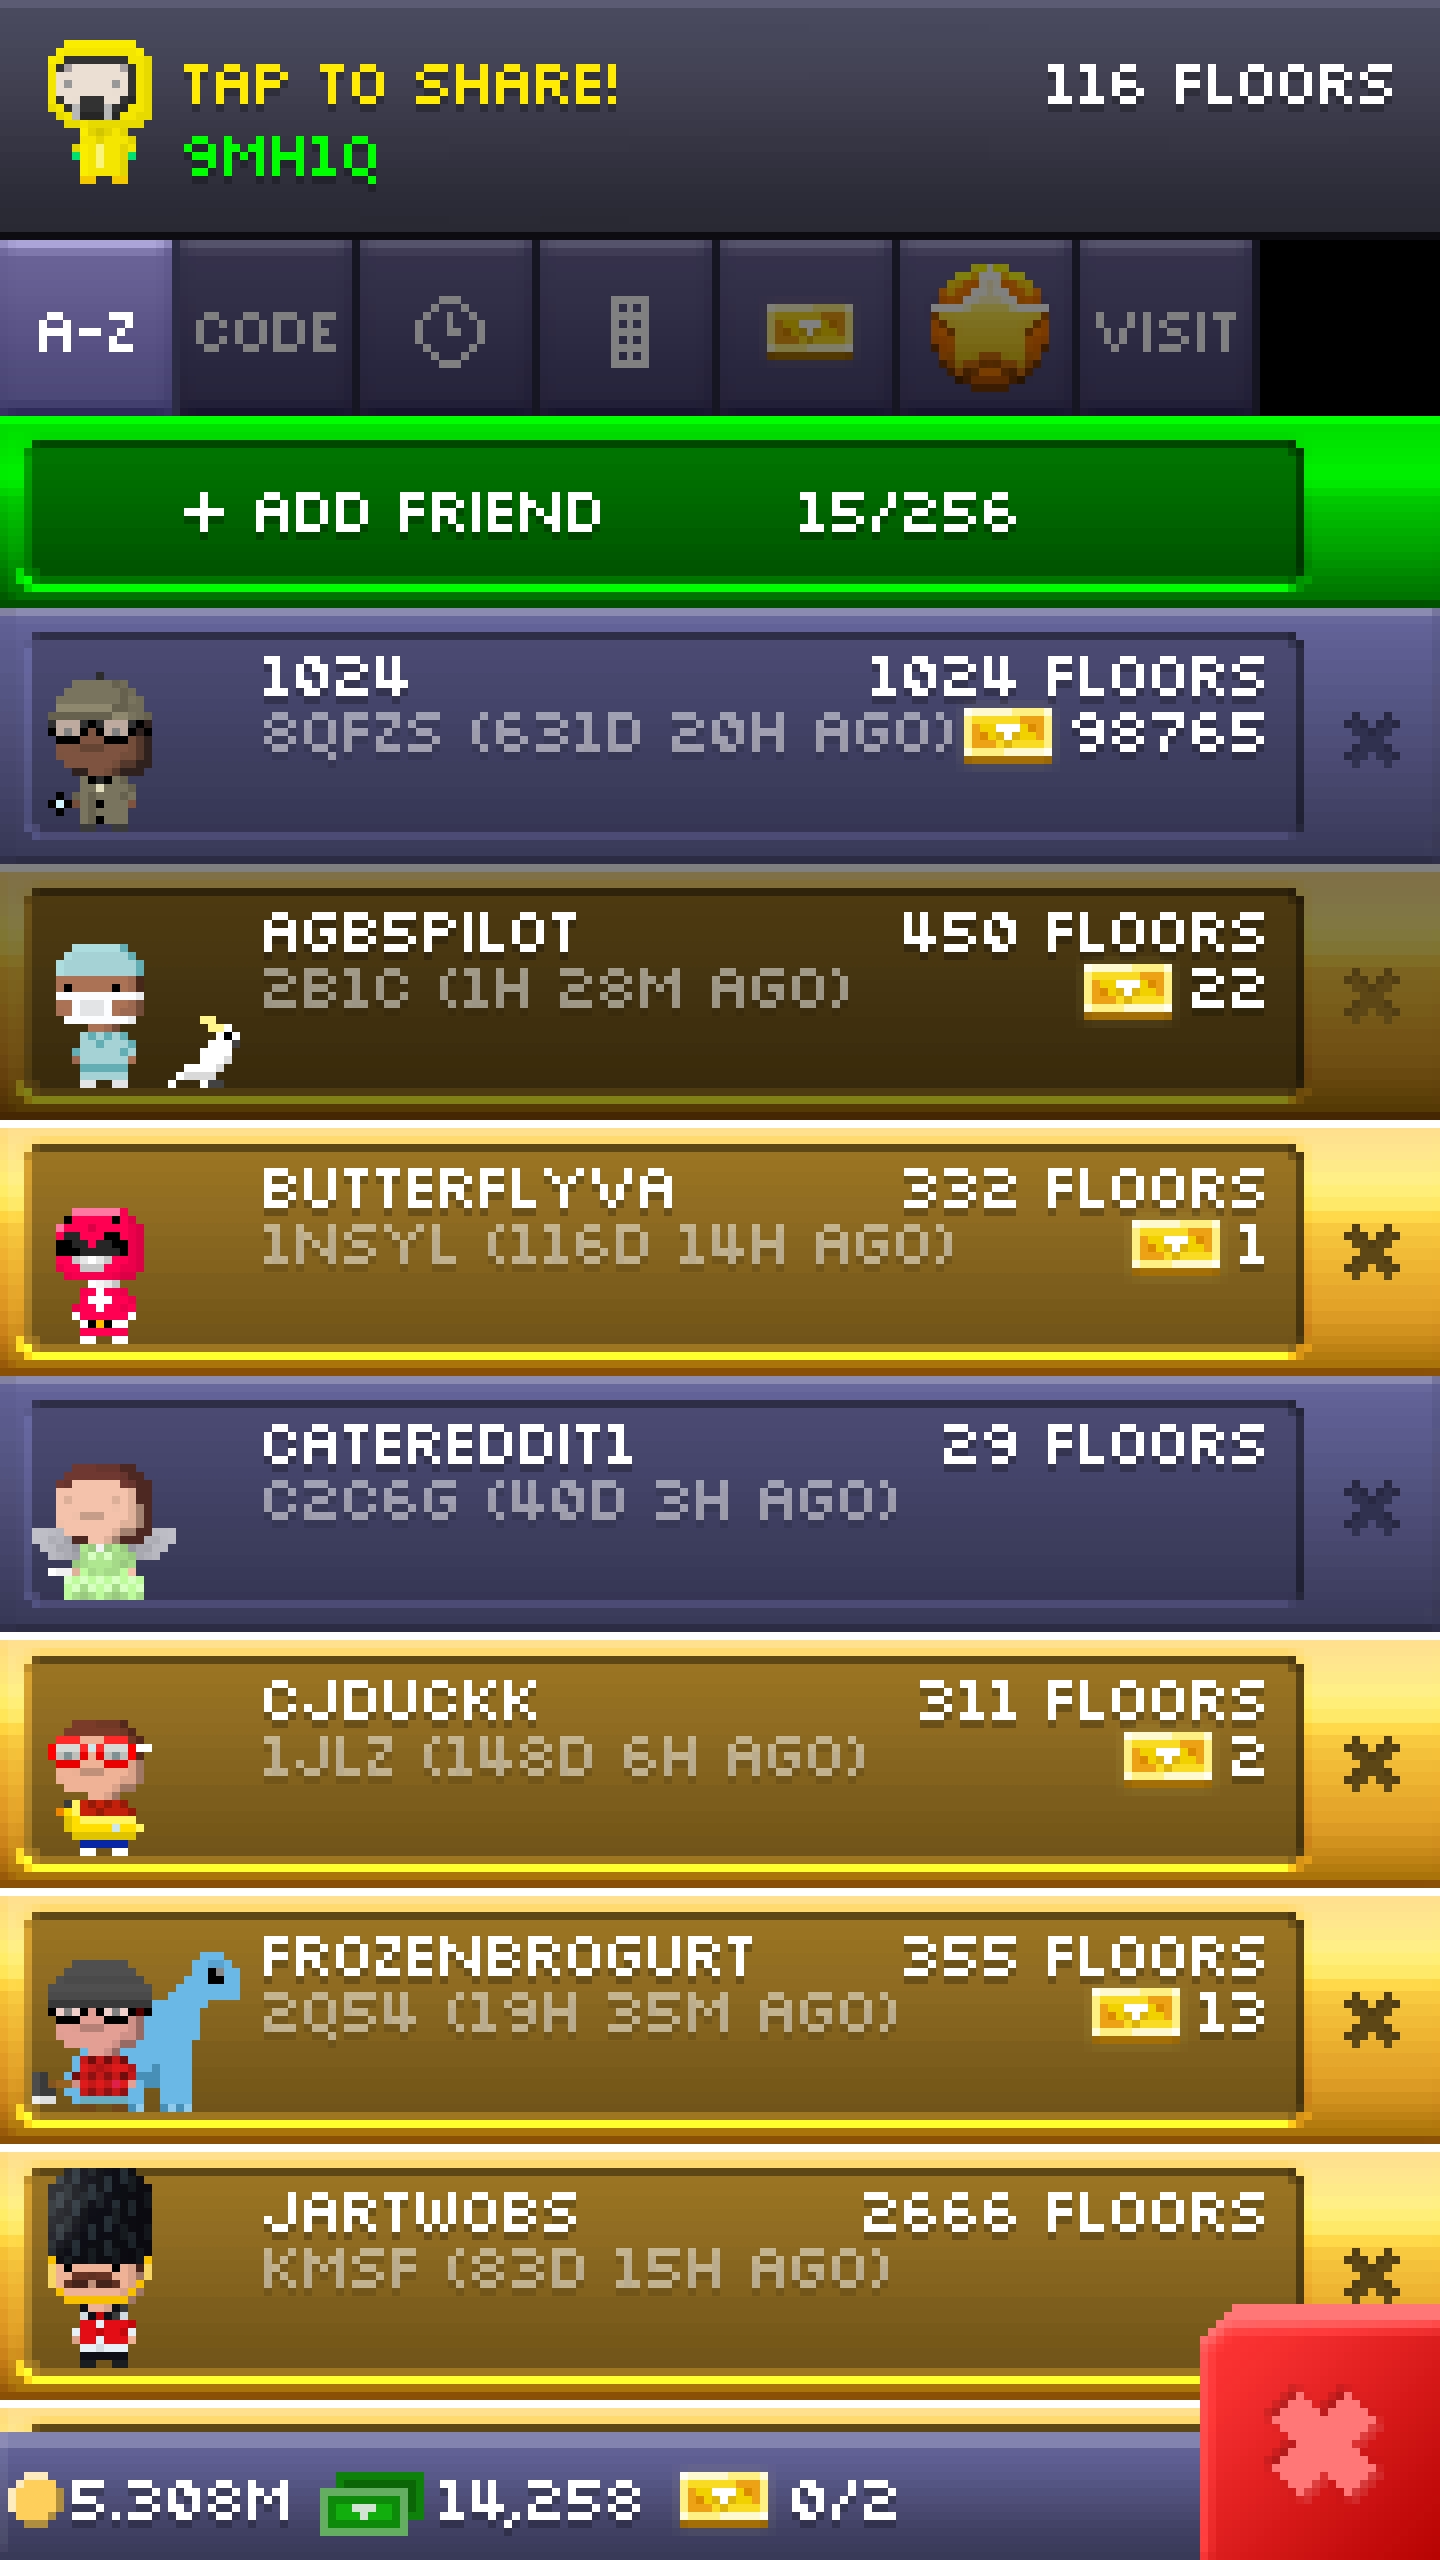 TAP TO SHARE! 116 FLOORS
9MH1Q
A-Z CODE VISIT
+ ADD FRIEND 15/256
1024 1024 FLOORS
8QFZS (631D 20H AGO) 98765
AGB5PILOT 450 FLOORS
2B1C (1H 28M AGO) 22
BUTTERFLYVA 332 FLOORS
1NSYL (116D 14H AGO) 1
CATEREDDIT1 29 FLOORS
C2C6G (40D 3H AGO)
CJDUCKK 311 FLOORS
1JLZ (148D 6H AGO) 2
FROZENBROGURT 355 FLOORS
2Q54 (19H 35M AGO) 13
JARTWOBS 2666 FLOORS
KMSF (83D 15H AGO)
5.308M 14,258 0/2